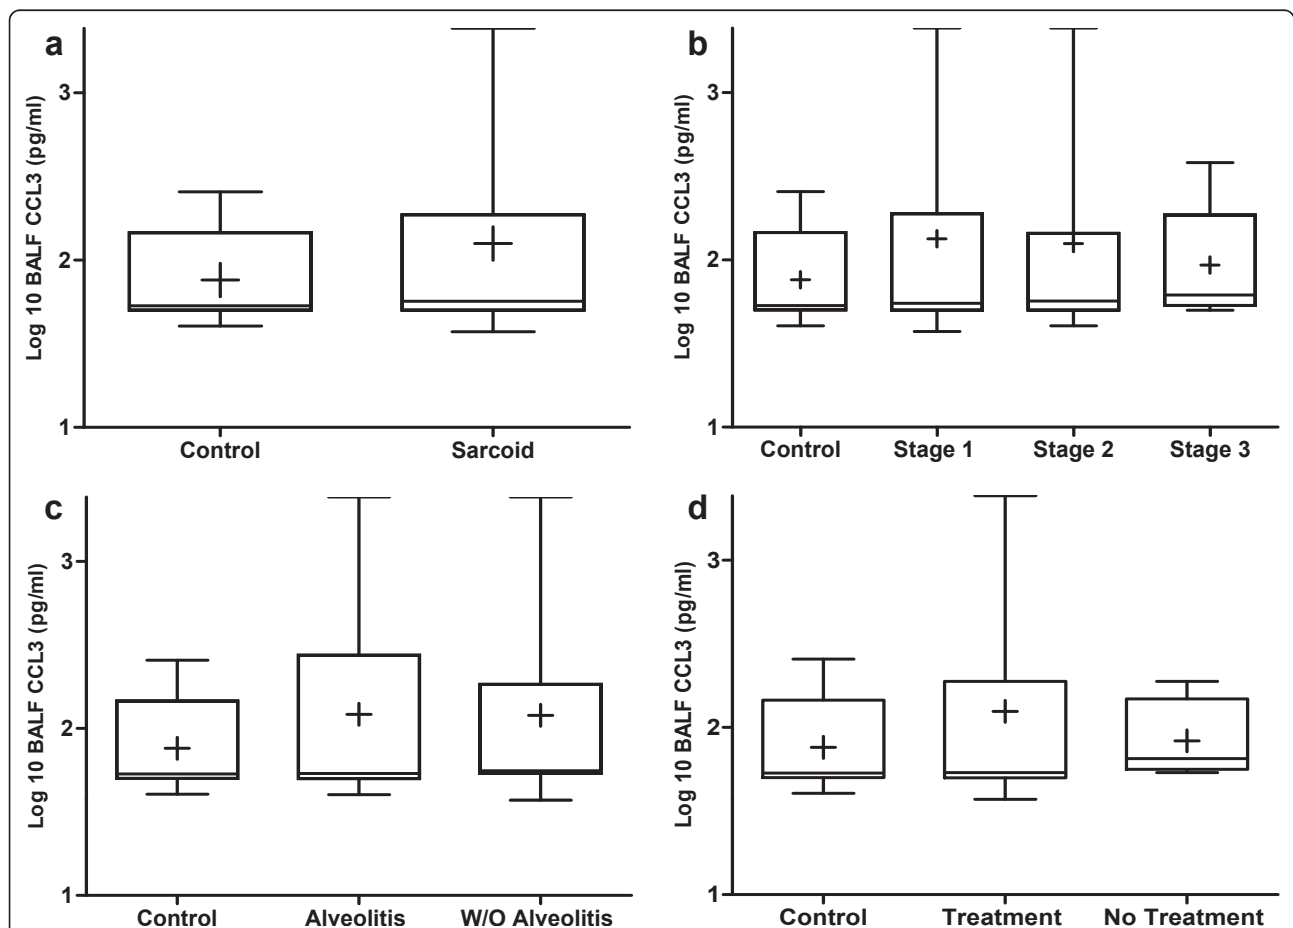 a
Log 10 BALF CCL3 (pg/ml)
3
2
1
Control Sarcoid
b
Log 10 BALF CCL3 (pg/ml)
3
2
1
Control Stage 1 Stage 2 Stage 3
c
Log 10 BALF CCL3 (pg/ml)
3
2
1
Control Alveolitis W/O Alveolitis
d
Log 10 BALF CCL3 (pg/ml)
3
2
1
Control Treatment No Treatment